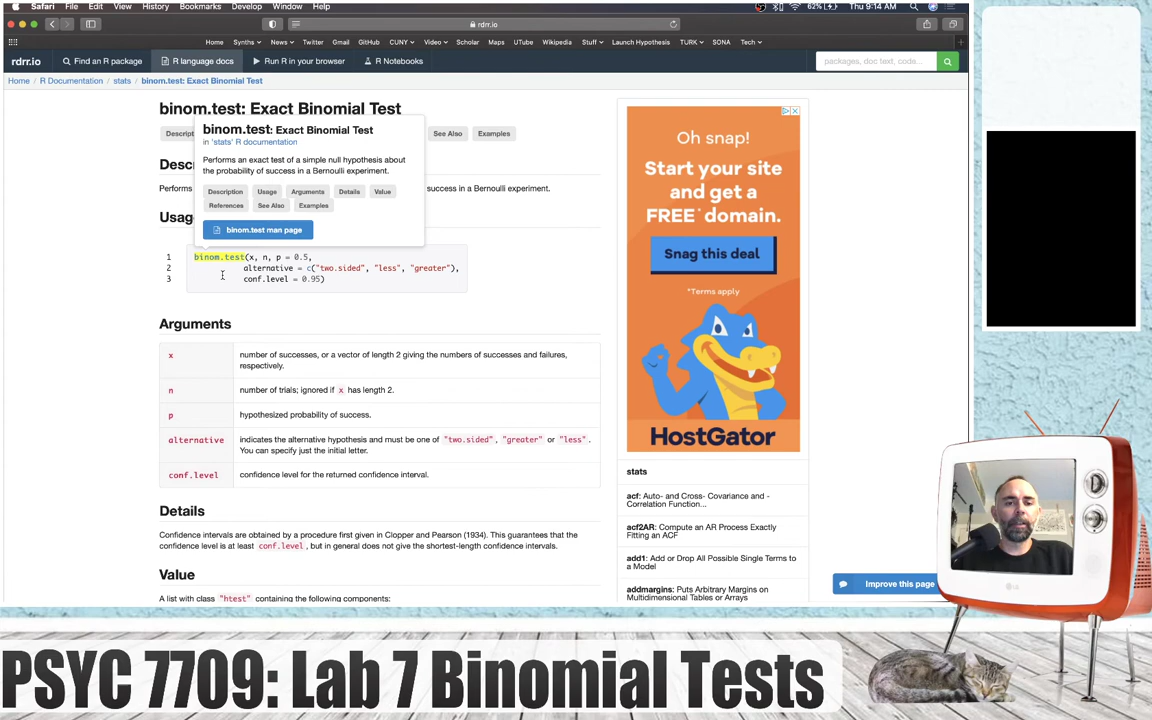 Safari File Edit View History Bookmarks Develop Window Help
62% Thu 9:14 AM
rdrr.io
Home Synths News Twitter Gmail GitHub CUNY Video Scholar Maps UTube Wikipedia Stuff Launch Hypothesis TURK SONA Tech
rdrr.io Find an R package R language docs Run R in your browser R Notebooks packages, doc text, code...
Home / R Documentation / stats / binom.test: Exact Binomial Test
binom.test: Exact Binomial Test
Descript See Also Examples
binom.test: Exact Binomial Test
in 'stats' R documentation
Performs an exact test of a simple null hypothesis about
the probability of success in a Bernoulli experiment.
Description Usage Arguments Details Value
References See Also Examples
binom.test man page
Desc
Performs success in a Bernoulli experiment.
Usag
1 binom.test(x, n, p = 0.5,
2 alternative = c("two.sided", "less", "greater"),
3 conf.level = 0.95)
Arguments
x number of successes, or a vector of length 2 giving the numbers of successes and failures,
respectively.
n number of trials; ignored if x has length 2.
p hypothesized probability of success.
alternative indicates the alternative hypothesis and must be one of "two.sided", "greater" or "less".
You can specify just the initial letter.
conf.level confidence level for the returned confidence interval.
Details
Confidence intervals are obtained by a procedure first given in Clopper and Pearson (1934). This guarantees that the
confidence level is at least conf.level, but in general does not give the shortest-length confidence intervals.
Value
A list with class "htest" containing the following components:
Oh snap!
Start your site
and get a
FREE* domain.
Snag this deal
*Terms apply
HostGator
stats
acf: Auto- and Cross- Covariance and -
Correlation Function...
acf2AR: Compute an AR Process Exactly
Fitting an ACF
add1: Add or Drop All Possible Single Terms to
a Model
addmargins: Puts Arbitrary Margins on
Multidimensional Tables or Arrays
Improve this page
LG
PSYC 7709: Lab 7 Binomial Tests